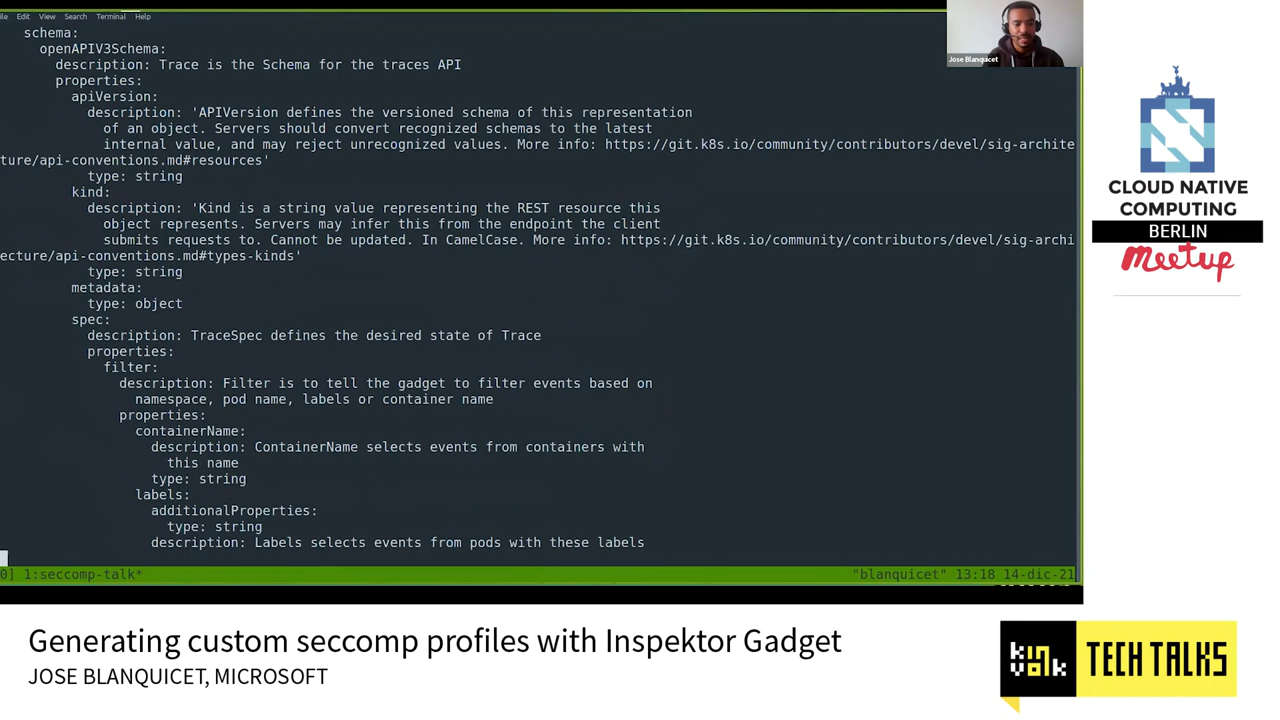 ile Edit View Search Terminal Help
schema:
openAPIV3Schema:
description: Trace is the Schema for the traces API
properties:
apiVersion:
description: 'APIVersion defines the versioned schema of this representation
of an object. Servers should convert recognized schemas to the latest
internal value, and may reject unrecognized values. More info: https://git.k8s.io/community/contributors/devel/sig-archite
ture/api-conventions.md#resources'
type: string
kind:
description: 'Kind is a string value representing the REST resource this
object represents. Servers may infer this from the endpoint the client
submits requests to. Cannot be updated. In CamelCase. More info: https://git.k8s.io/community/contributors/devel/sig-archi
ecture/api-conventions.md#types-kinds'
type: string
metadata:
type: object
spec:
description: TraceSpec defines the desired state of Trace
properties:
filter:
description: Filter is to tell the gadget to filter events based on
namespace, pod name, labels or container name
properties:
containerName:
description: ContainerName selects events from containers with
this name
type: string
labels:
additionalProperties:
type: string
description: Labels selects events from pods with these labels
0] 1:seccomp-talk* "blanquicet" 13:18 14-dic-21
Jose Blanquicet
CLOUD NATIVE
COMPUTING
BERLIN
meetup
Generating custom seccomp profiles with Inspektor Gadget
JOSE BLANQUICET, MICROSOFT
kinvolk
TECH TALKS